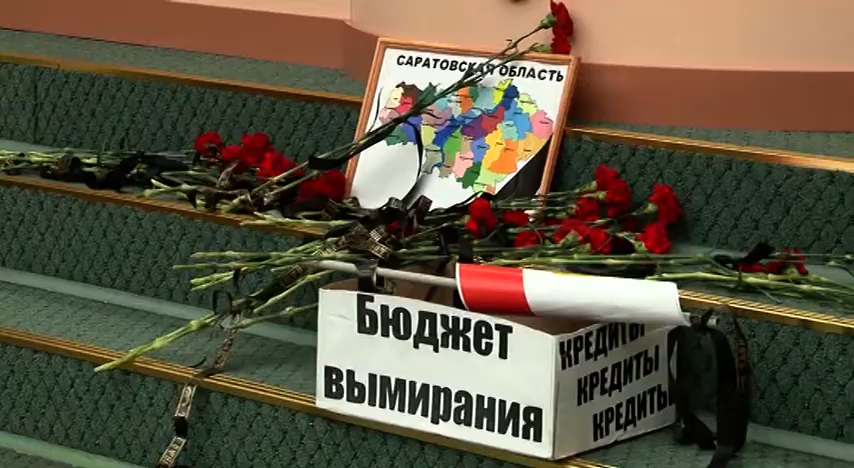 САРАТОВСКАЯ ОБЛАСТЬ
Бюджет
вымирания
КРЕДИТЫ
КРЕДИТЫ
КРЕДИТЫ